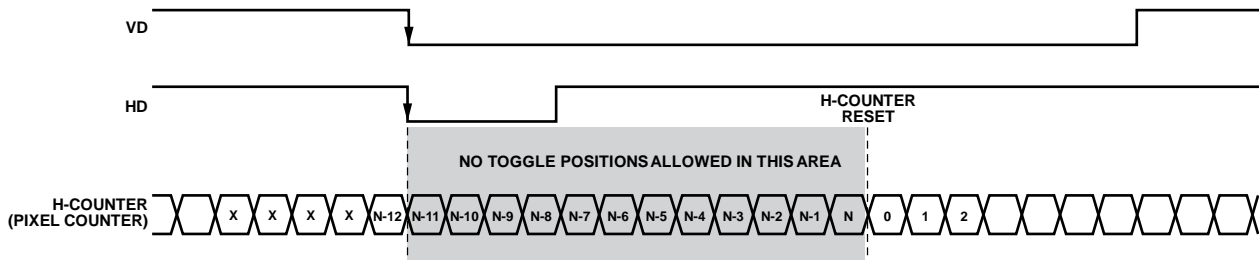 VD
HD
H-COUNTER
RESET
NO TOGGLE POSITIONS ALLOWED IN THIS AREA
H-COUNTER
(PIXEL COUNTER)
X X X X N-12 N-11 N-10 N-9 N-8 N-7 N-6 N-5 N-4 N-3 N-2 N-1 N 0 1 2